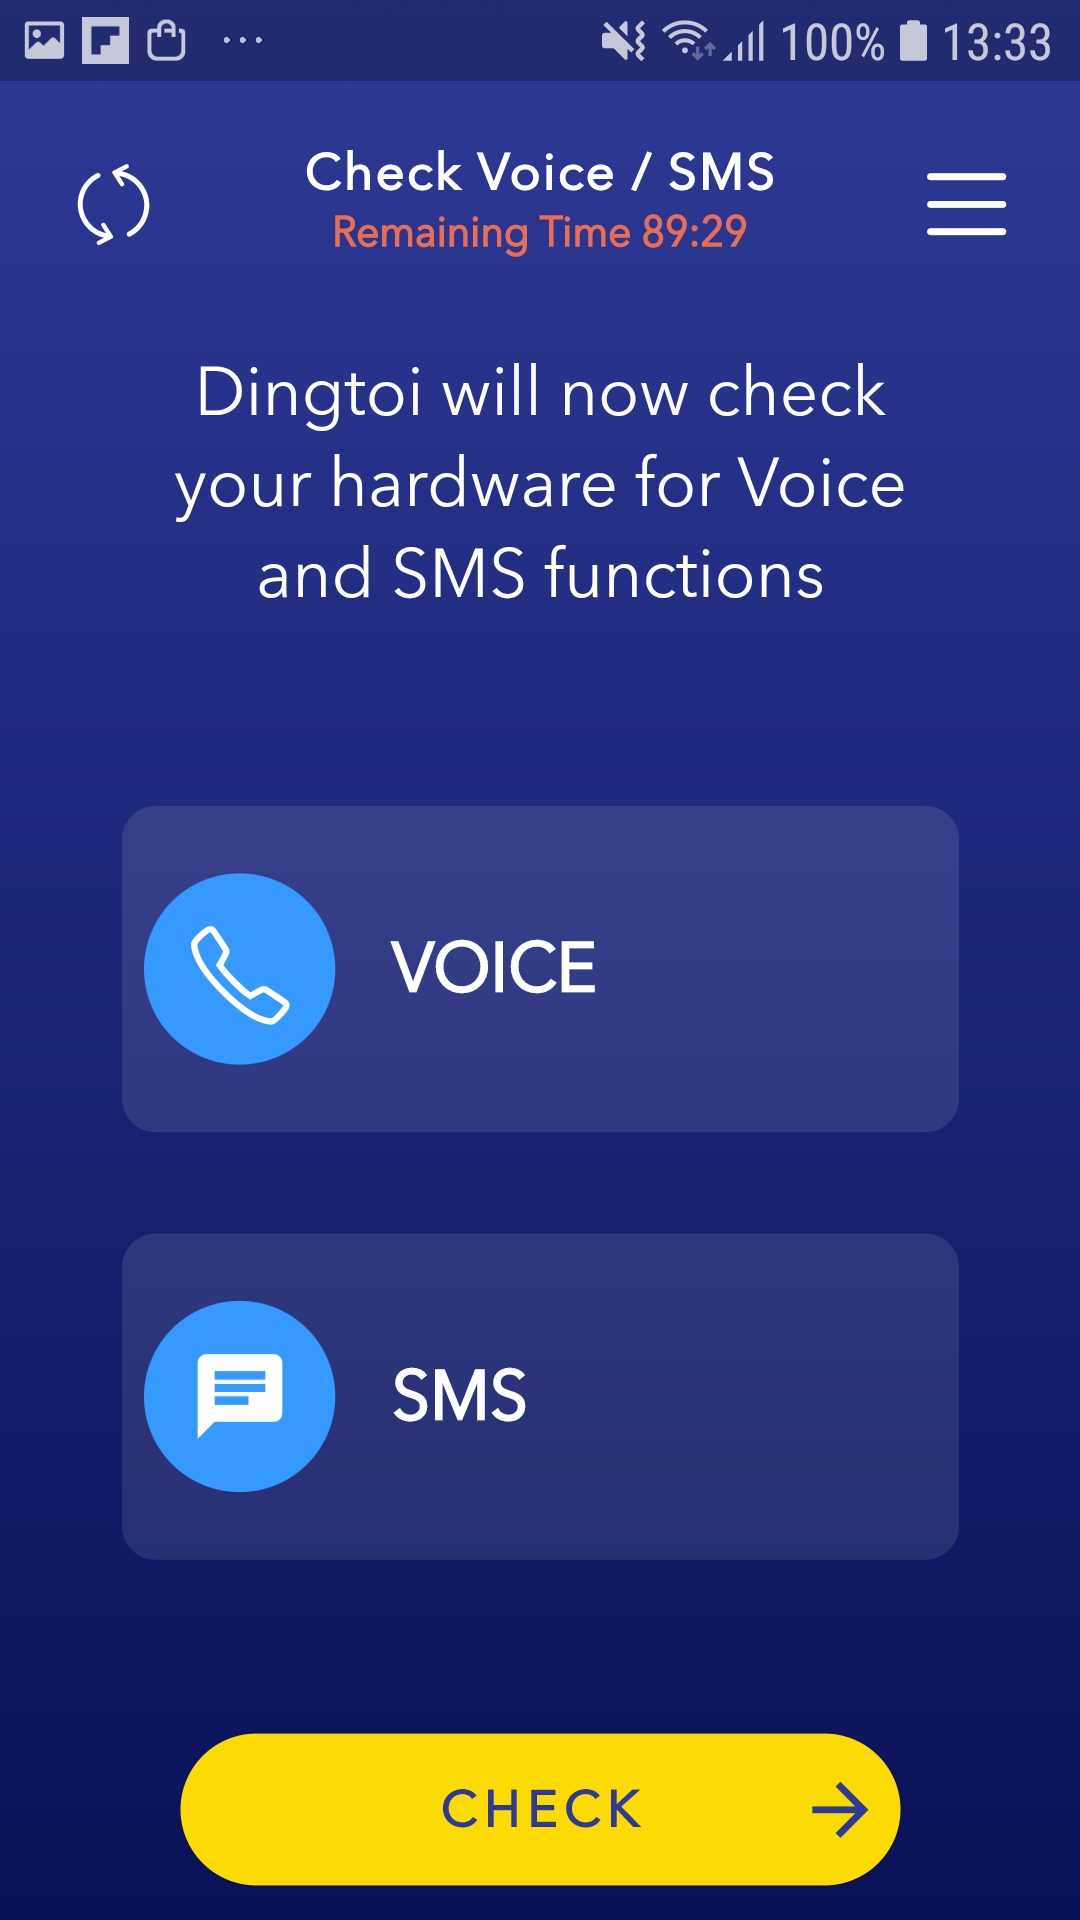 100% 13:33
Check Voice / SMS
Remaining Time 89:29
Dingtoi will now check
your hardware for Voice
and SMS functions
VOICE
SMS
CHECK